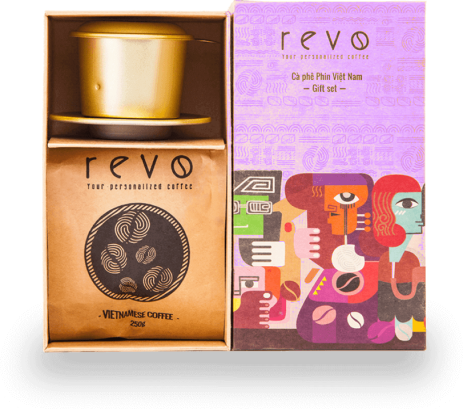 revo
Your personalized coffee
- VIETNAMESE COFFEE -
250g
revo
Your personalized coffee
Cà phê Phin Việt Nam
– Gift set –